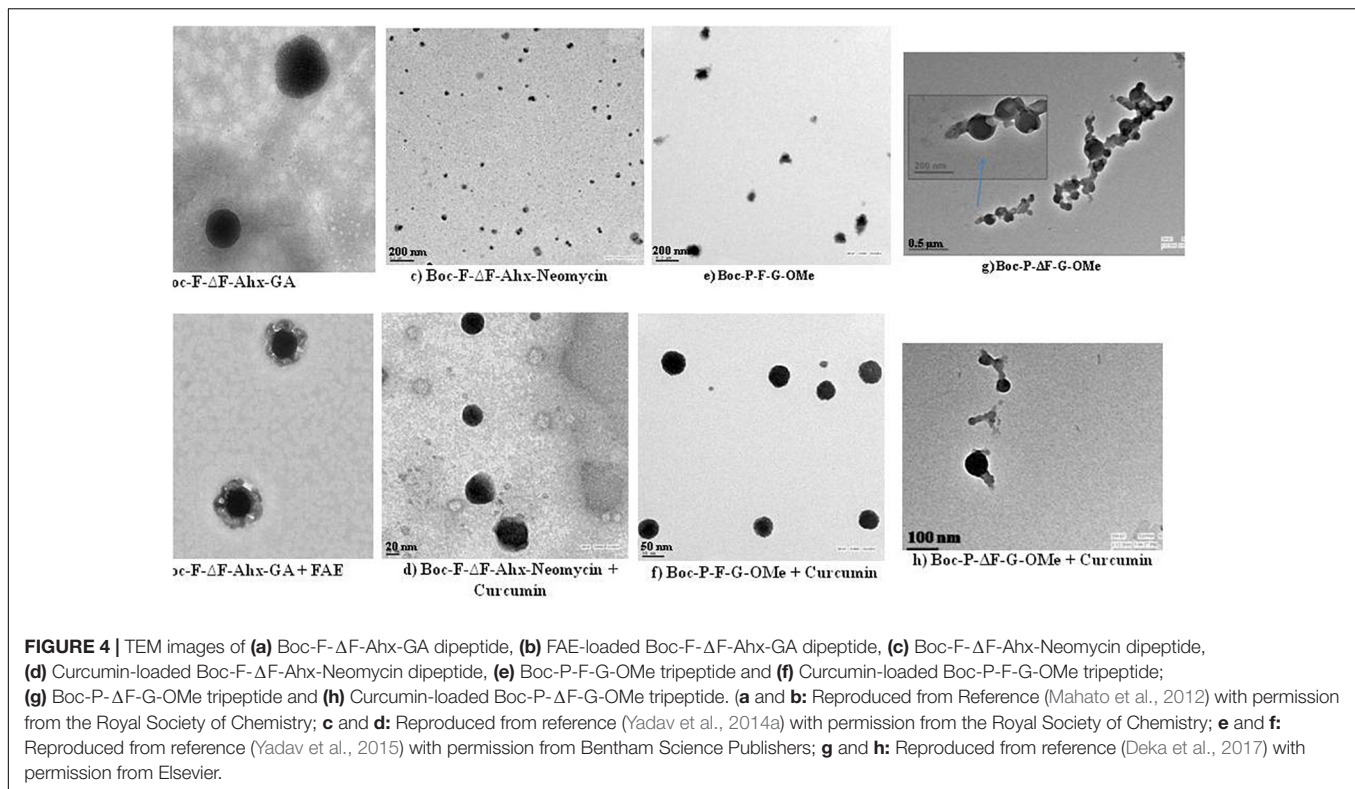 200 nm
200 nm
0.5 µm
200 nm
oc-F-ΔF-Ahx-GA
c) Boc-F-ΔF-Ahx-Neomycin
e) Boc-P-F-G-OMe
g) Boc-P-ΔF-G-OMe
20 nm
50 nm
100 nm
oc-F-ΔF-Ahx-GA + FAE
d) Boc-F-ΔF-Ahx-Neomycin +
Curcumin
f) Boc-P-F-G-OMe + Curcumin
h) Boc-P-ΔF-G-OMe + Curcumin
FIGURE 4 | TEM images of (a) Boc-F-ΔF-Ahx-GA dipeptide, (b) FAE-loaded Boc-F-ΔF-Ahx-GA dipeptide, (c) Boc-F-ΔF-Ahx-Neomycin dipeptide,
(d) Curcumin-loaded Boc-F-ΔF-Ahx-Neomycin dipeptide, (e) Boc-P-F-G-OMe tripeptide and (f) Curcumin-loaded Boc-P-F-G-OMe tripeptide;
(g) Boc-P-ΔF-G-OMe tripeptide and (h) Curcumin-loaded Boc-P-ΔF-G-OMe tripeptide. (a and b: Reproduced from Reference (Mahato et al., 2012) with permission
from the Royal Society of Chemistry; c and d: Reproduced from reference (Yadav et al., 2014a) with permission from the Royal Society of Chemistry; e and f:
Reproduced from reference (Yadav et al., 2015) with permission from Bentham Science Publishers; g and h: Reproduced from reference (Deka et al., 2017) with
permission from Elsevier.